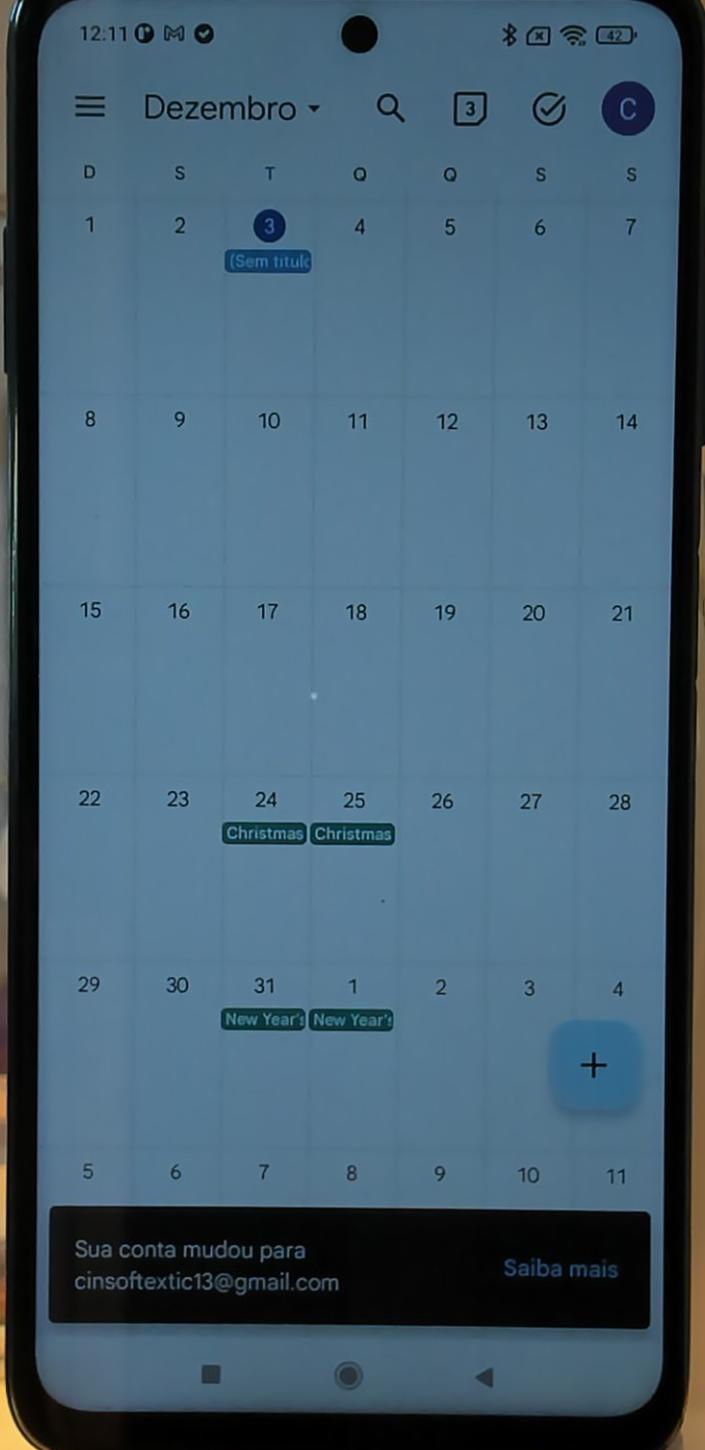 12:11
42
Dezembro
3
C
D S T Q Q S S
1 2 3 4 5 6 7
(Sem título
8 9 10 11 12 13 14
15 16 17 18 19 20 21
22 23 24 25 26 27 28
Christmas Christmas
29 30 31 1 2 3 4
New Year's New Year's
+
5 6 7 8 9 10 11
Sua conta mudou para
cinsoftextic13@gmail.com
Saiba mais